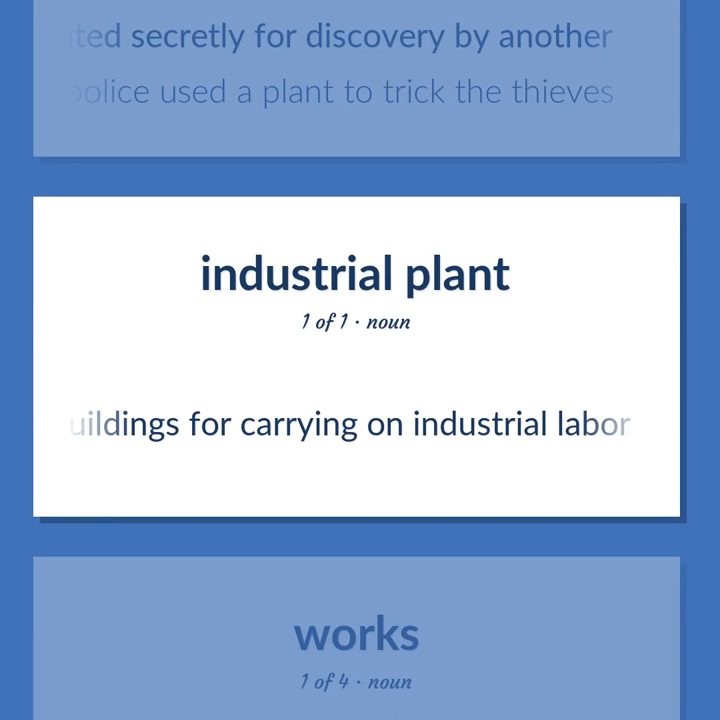 secretly for discovery by another
police used a plant to trick the thieves
industrial plant
1 of 1 · noun
buildings for carrying on industrial labor
works
1 of 4 · noun